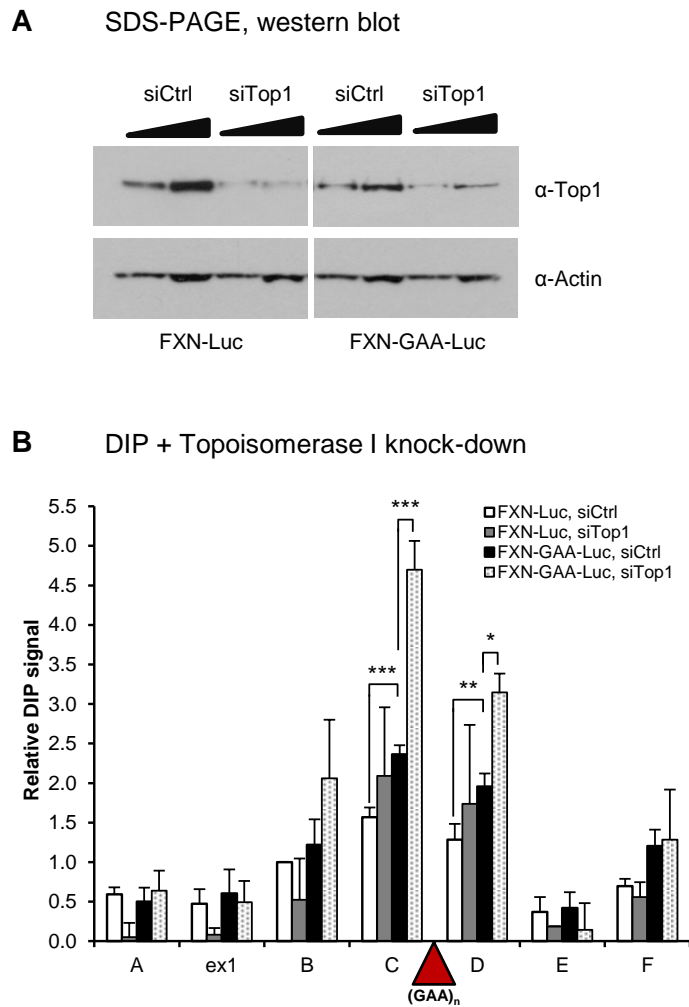 A SDS-PAGE, western blot
siCtrl siTop1 siCtrl siTop1
α-Top1
α-Actin
FXN-Luc FXN-GAA-Luc
B DIP + Topoisomerase I knock-down
Relative DIP signal
5.5
5.0
4.5
4.0
3.5
3.0
2.5
2.0
1.5
1.0
0.5
0.0
FXN-Luc, siCtrl
FXN-Luc, siTop1
FXN-GAA-Luc, siCtrl
FXN-GAA-Luc, siTop1
***
***
*
**
A ex1 B C D E F
(GAA)n